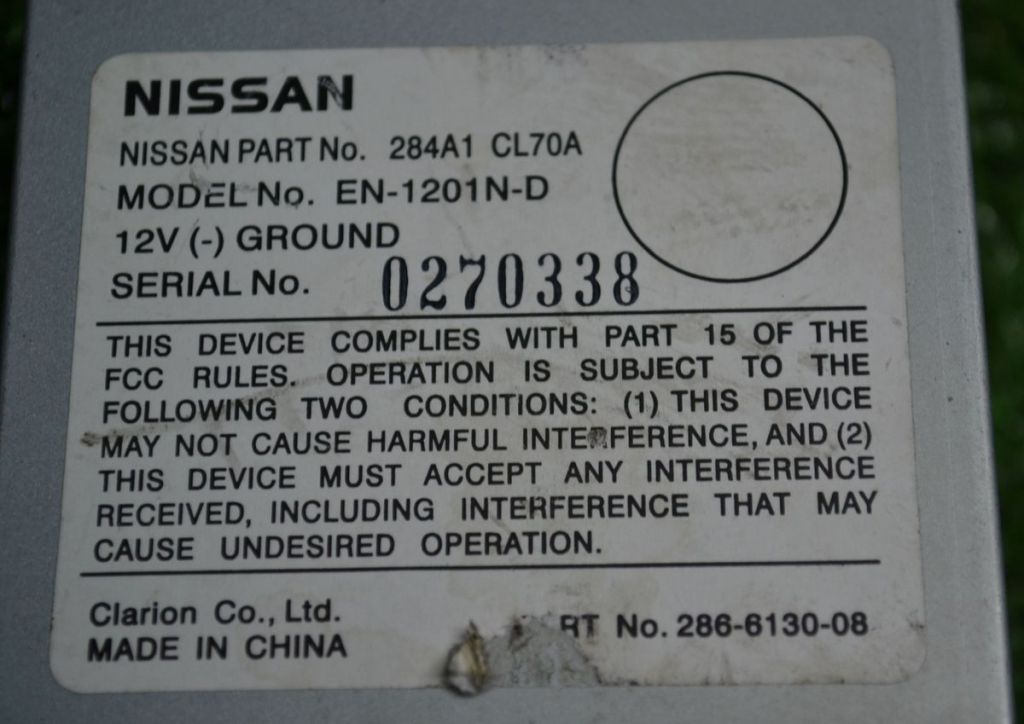 NISSAN
NISSAN PART No. 284A1 CL70A
MODEL No. EN-1201N-D
12V (-) GROUND
SERIAL No. 0270338
THIS DEVICE COMPLIES WITH PART 15 OF THE
FCC RULES. OPERATION IS SUBJECT TO THE
FOLLOWING TWO CONDITIONS: (1) THIS DEVICE
MAY NOT CAUSE HARMFUL INTERFERENCE, AND (2)
THIS DEVICE MUST ACCEPT ANY INTERFERENCE
RECEIVED, INCLUDING INTERFERENCE THAT MAY
CAUSE UNDESIRED OPERATION.
Clarion Co., Ltd.
RT No. 286-6130-08
MADE IN CHINA